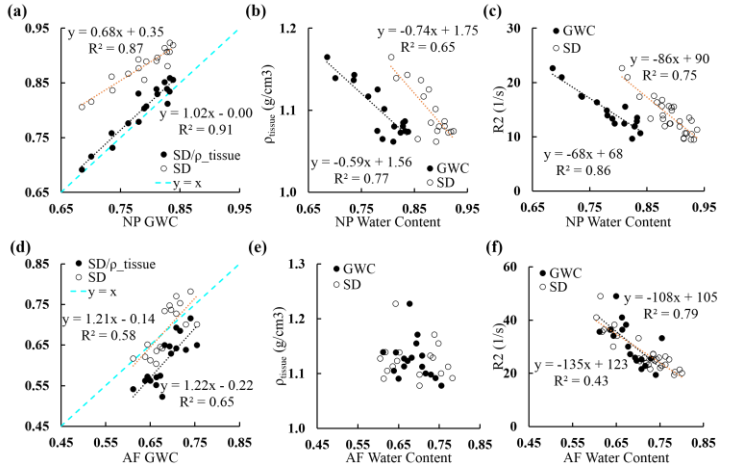 (a)
0.95
0.85
0.75
0.65
0.65
0.75
0.85
0.95
NP GWC
y = 0.68x + 0.35
R² = 0.87
y = 1.02x - 0.00
R² = 0.91
SD/ρ_tissue
SD
y = x
(b)
1.2
1.1
1.0
ρtissue (g/cm3)
0.65
0.75
0.85
0.95
NP Water Content
y = -0.74x + 1.75
R² = 0.65
y = -0.59x + 1.56
R² = 0.77
GWC
SD
(c)
30
20
10
0
R2 (1/s)
0.65
0.75
0.85
0.95
NP Water Content
GWC
SD
y = -86x + 90
R² = 0.75
y = -68x + 68
R² = 0.86
(d)
0.85
0.75
0.65
0.55
0.45
0.45
0.55
0.65
0.75
0.85
AF GWC
SD/ρ_tissue
SD
y = x
y = 1.21x - 0.14
R² = 0.58
y = 1.22x - 0.22
R² = 0.65
(e)
1.3
1.2
1.1
1.0
ρtissue (g/cm3)
0.45
0.55
0.65
0.75
0.85
AF Water Content
GWC
SD
(f)
60
40
20
0
R2 (1/s)
0.45
0.55
0.65
0.75
0.85
AF Water Content
GWC
SD
y = -108x + 105
R² = 0.79
y = -135x + 123
R² = 0.43